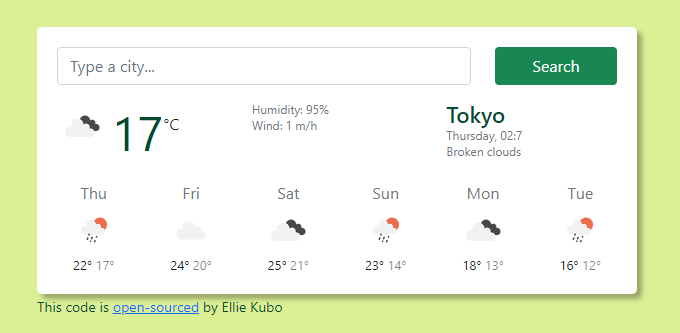 Type a city...
Search
17°C
Humidity: 95%
Wind: 1 m/h
Tokyo
Thursday, 02:7
Broken clouds
Thu Fri Sat Sun Mon Tue
22° 17° 24° 20° 25° 21° 23° 14° 18° 13° 16° 12°
This code is open-sourced by Ellie Kubo